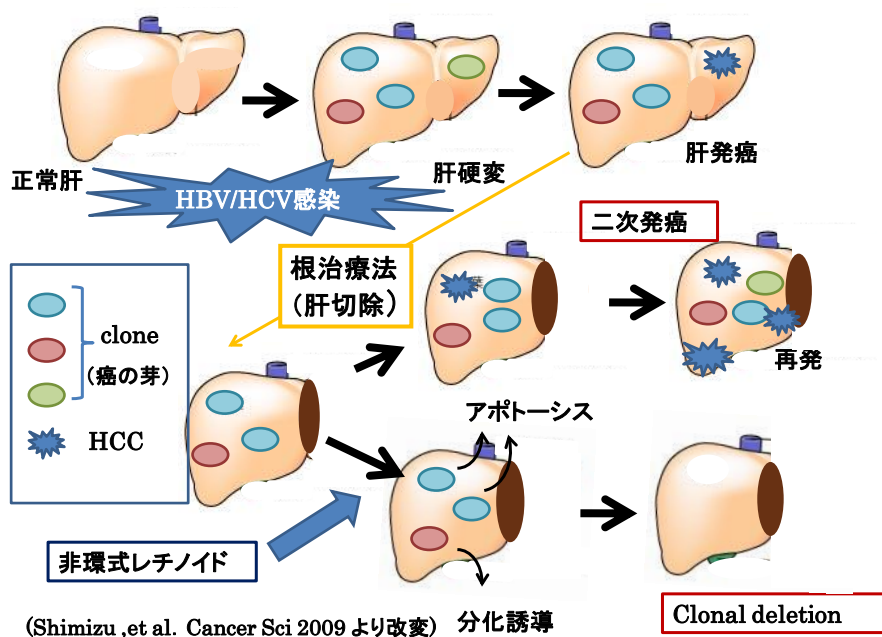 正常肝
HBV/HCV感染
肝硬変
肝発癌
二次発癌
根治療法
(肝切除)
clone
(癌の芽)
HCC
再発
アポトーシス
非環式レチノイド
分化誘導
Clonal deletion
(Shimizu ,et al. Cancer Sci 2009 より改変)